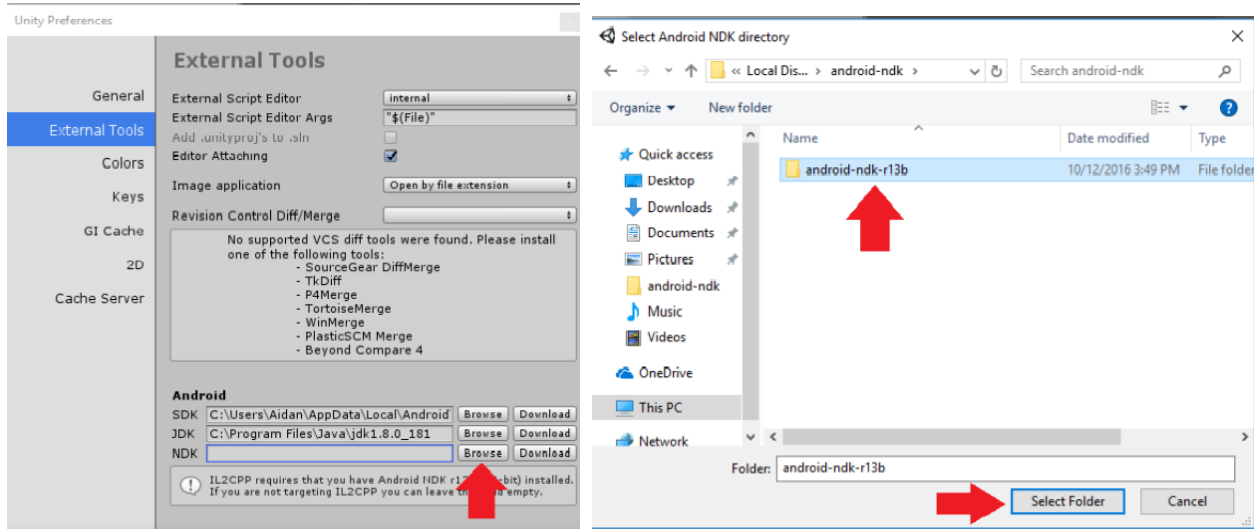 Unity Preferences
External Tools
General
External Tools
Colors
Keys
GI Cache
2D
Cache Server
External Script Editor
internal
External Script Editor Args
"$(File)"
Add .unityproj's to .sln
Editor Attaching
Image application
Open by file extension
Revision Control Diff/Merge
No supported VCS diff tools were found. Please install
one of the following tools:
- SourceGear DiffMerge
- TkDiff
- P4Merge
- TortoiseMerge
- WinMerge
- PlasticSCM Merge
- Beyond Compare 4
Android
SDK C:\Users\Aidan\AppData\Local\Android Browse Download
JDK C:\Program Files\Java\jdk1.8.0_181 Browse Download
NDK Browse Download
IL2CPP requires that you have Android NDK installed.
If you are not targeting IL2CPP you can leave empty.
Select Android NDK directory
« Local Dis... > android-ndk >
Search android-ndk
Organize
New folder
Name
Date modified
Type
Quick access
Desktop
Downloads
Documents
Pictures
android-ndk
Music
Videos
OneDrive
This PC
Network
android-ndk-r13b
10/12/2016 3:49 PM
File folder
Folder: android-ndk-r13b
Select Folder
Cancel